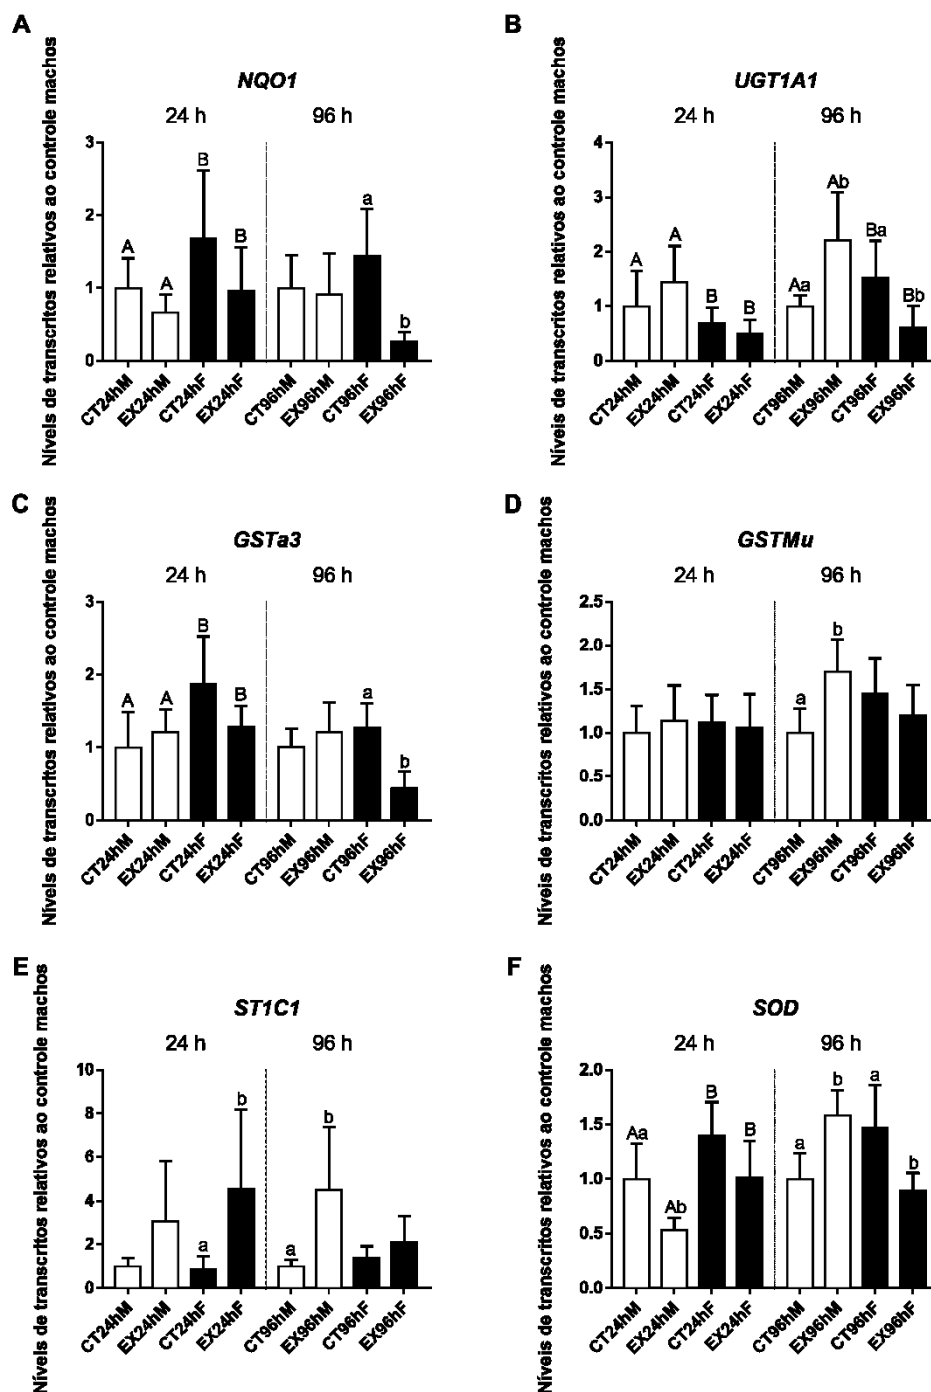 A
NQO1
24 h
96 h
Níveis de transcritos relativos ao controle machos
3
2
1
0
A
A
B
B
a
b
CT24hM
EX24hM
CT24hF
EX24hF
CT96hM
EX96hM
CT96hF
EX96hF
B
UGT1A1
24 h
96 h
Níveis de transcritos relativos ao controle machos
4
3
2
1
0
A
A
B
B
Aa
Ab
Ba
Bb
CT24hM
EX24hM
CT24hF
EX24hF
CT96hM
EX96hM
CT96hF
EX96hF
C
GSTa3
24 h
96 h
Níveis de transcritos relativos ao controle machos
3
2
1
0
A
A
B
B
a
b
CT24hM
EX24hM
CT24hF
EX24hF
CT96hM
EX96hM
CT96hF
EX96hF
D
GSTMu
24 h
96 h
Níveis de transcritos relativos ao controle machos
2.5
2.0
1.5
1.0
0.5
0.0
a
b
CT24hM
EX24hM
CT24hF
EX24hF
CT96hM
EX96hM
CT96hF
EX96hF
E
ST1C1
24 h
96 h
Níveis de transcritos relativos ao controle machos
10
8
6
4
2
0
a
b
a
b
CT24hM
EX24hM
CT24hF
EX24hF
CT96hM
EX96hM
CT96hF
EX96hF
F
SOD
24 h
96 h
Níveis de transcritos relativos ao controle machos
2.0
1.5
1.0
0.5
0.0
Aa
Ab
B
B
a
b
a
b
CT24hM
EX24hM
CT24hF
EX24hF
CT96hM
EX96hM
CT96hF
EX96hF